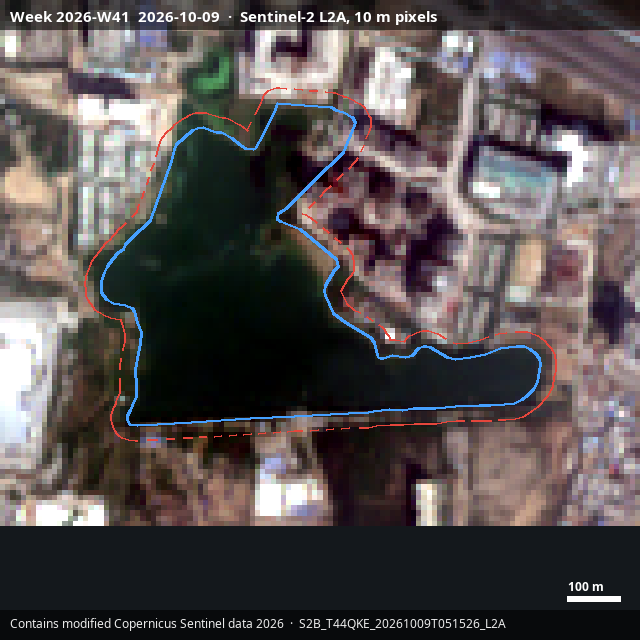 Week 2026-W41 2026-10-09 · Sentinel-2 L2A, 10 m pixels
100 m
Contains modified Copernicus Sentinel data 2026 · S2B_T44QKE_20261009T051526_L2A